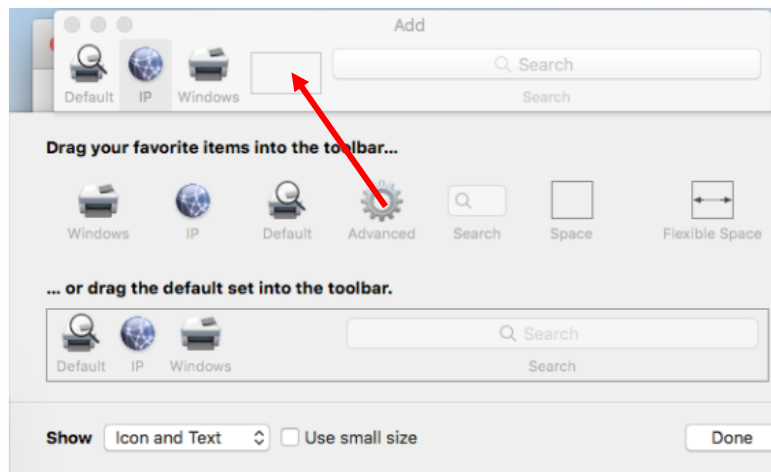 Add
Search
Default IP Windows Search
Drag your favorite items into the toolbar...
Windows IP Default Advanced Search Space Flexible Space
... or drag the default set into the toolbar.
Search
Default IP Windows Search
Show Icon and Text Use small size Done